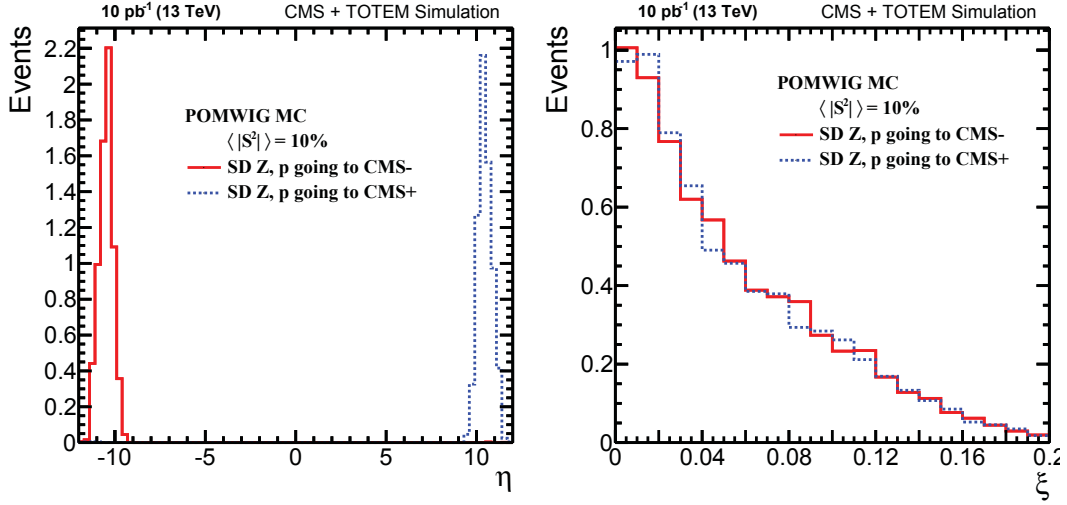 10 pb⁻¹ (13 TeV) CMS + TOTEM Simulation
Events
2.2
2
1.8
1.6
1.4
1.2
1
0.8
0.6
0.4
0.2
0
POMWIG MC
⟨ |S²| ⟩ = 10%
SD Z, p going to CMS-
SD Z, p going to CMS+
-10 -5 0 5 10
η
10 pb⁻¹ (13 TeV) CMS + TOTEM Simulation
Events
1
0.8
0.6
0.4
0.2
0
POMWIG MC
⟨ |S²| ⟩ = 10%
SD Z, p going to CMS-
SD Z, p going to CMS+
0 0.04 0.08 0.12 0.16 0.2
ξ